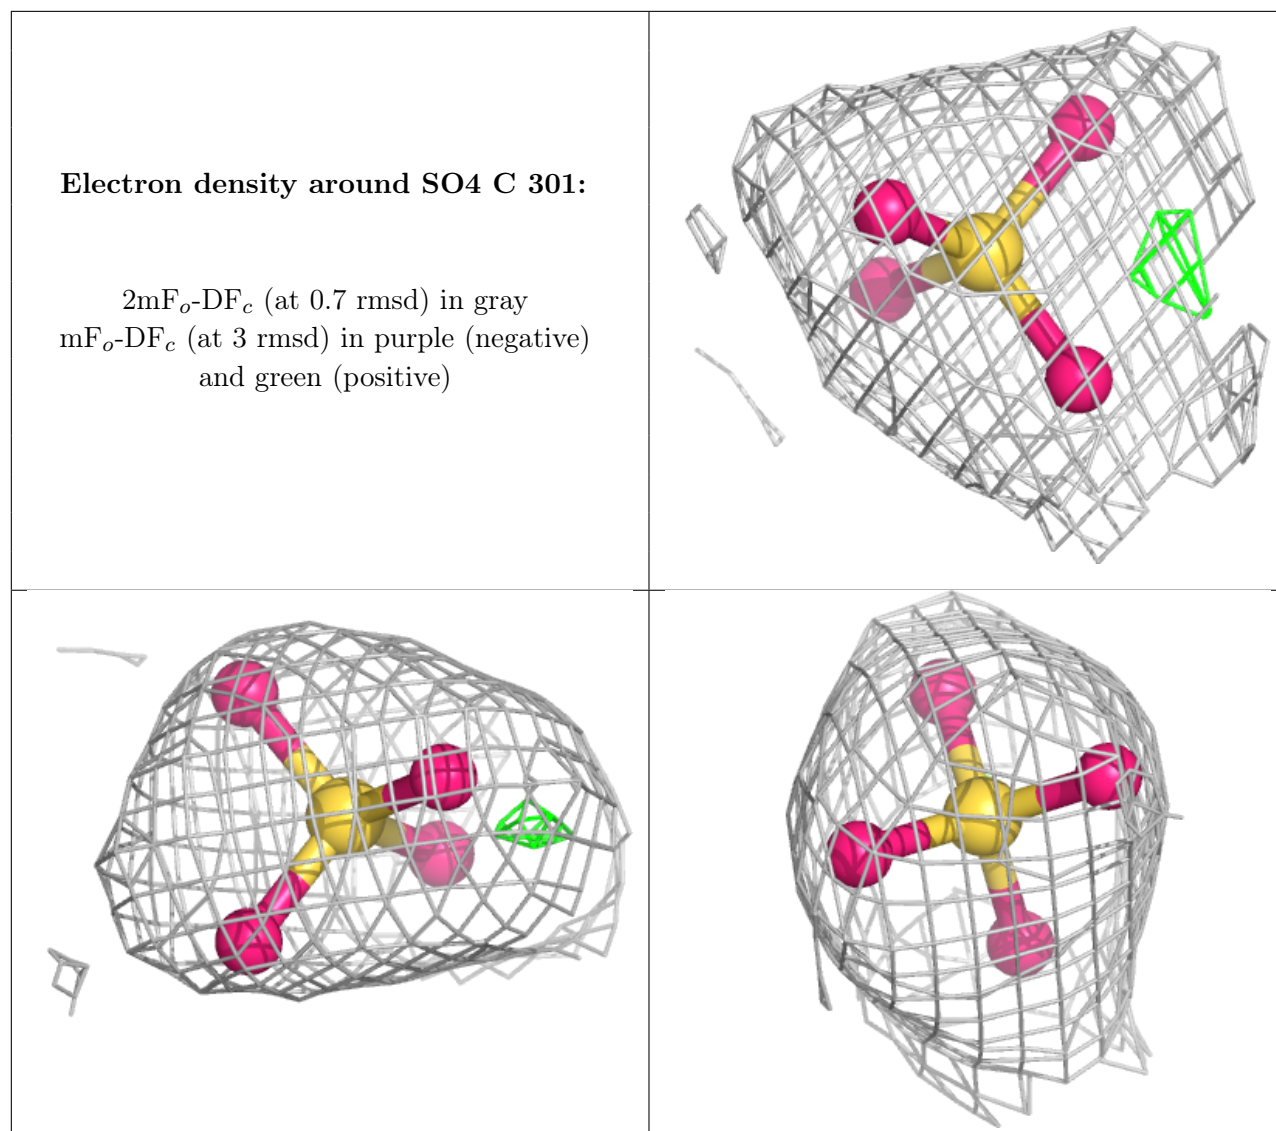 Electron density around SO4 C 301:
2mFo-DFc (at 0.7 rmsd) in gray
mFo-DFc (at 3 rmsd) in purple (negative)
and green (positive)